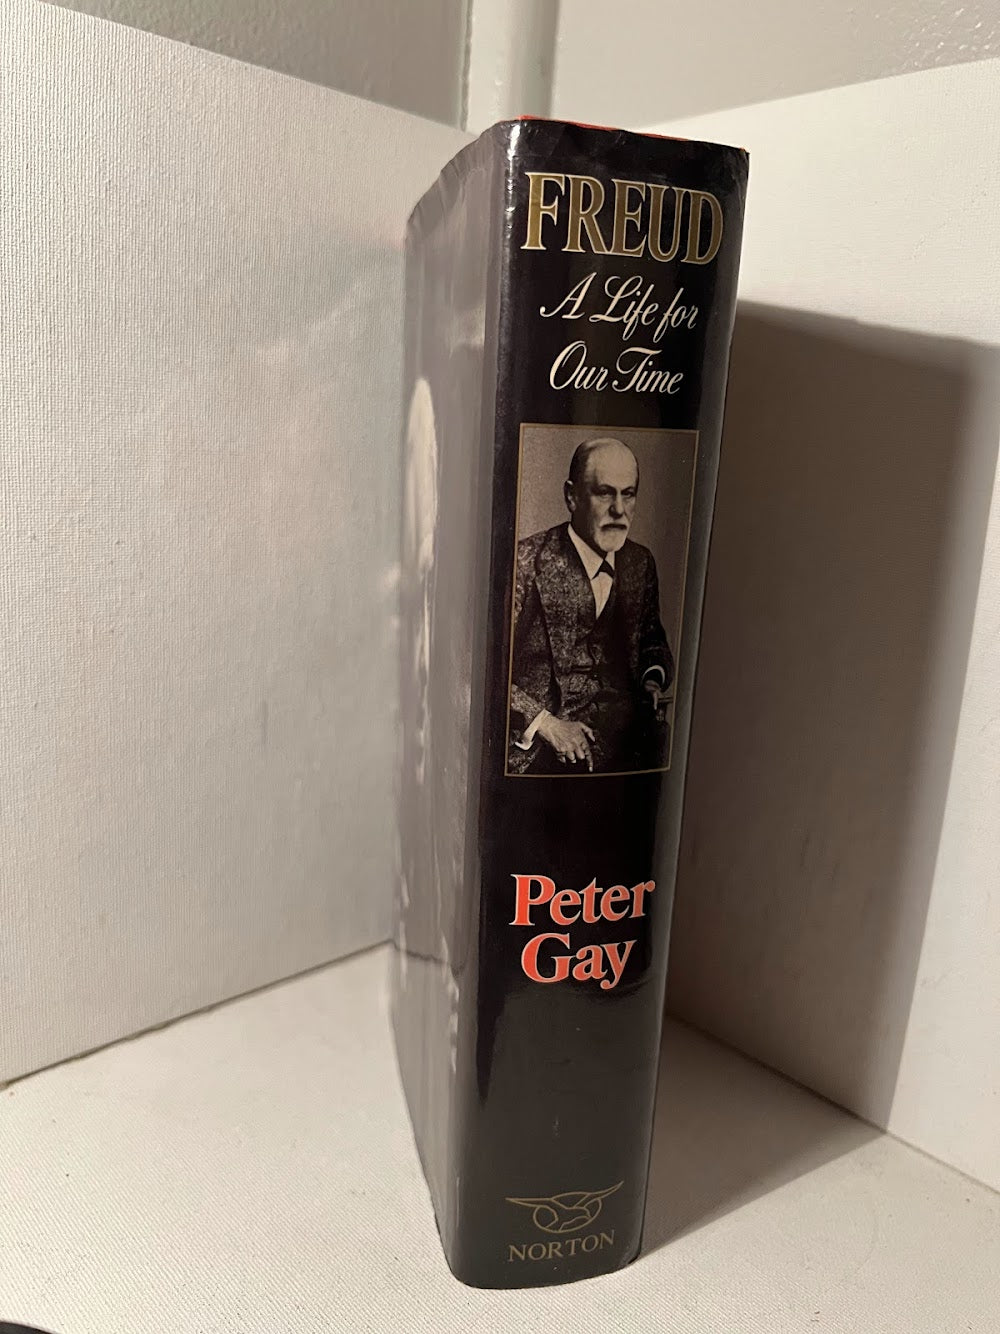 FREUD
A Life for
Our Time
Peter
Gay
NORTON